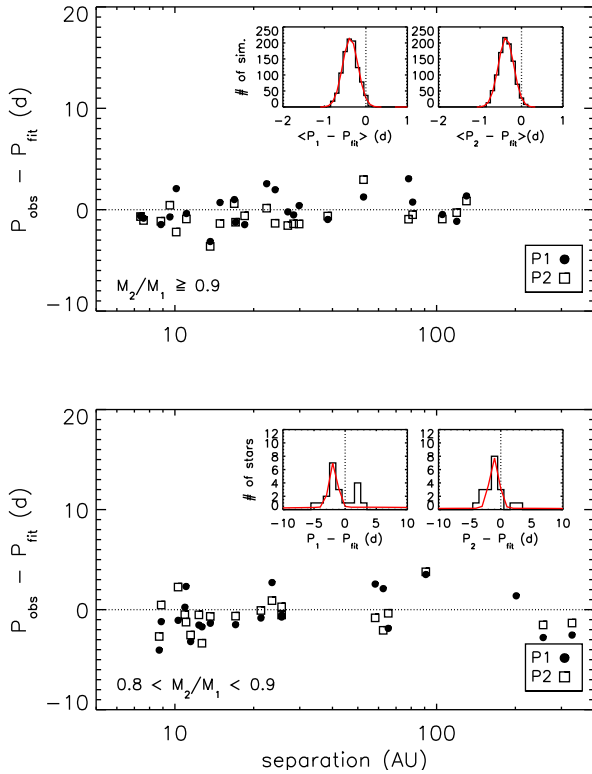 20
10
0
−10
P_obs − P_fit (d)
250
200
150
100
50
0
# of sim.
−2 −1 0 1
<P_1 − P_fit> (d)
250
200
150
100
50
0
−2 −1 0 1
<P_2 − P_fit>(d)
M_2/M_1 ≧ 0.9
P1
P2
10 100
20
10
0
−10
P_obs − P_fit (d)
12
10
8
6
4
2
0
# of stars
−10 −5 0 5 10
P_1 − P_fit (d)
12
10
8
6
4
2
0
−10 −5 0 5 10
P_2 − P_fit (d)
0.8 < M_2/M_1 < 0.9
P1
P2
10 100
separation (AU)